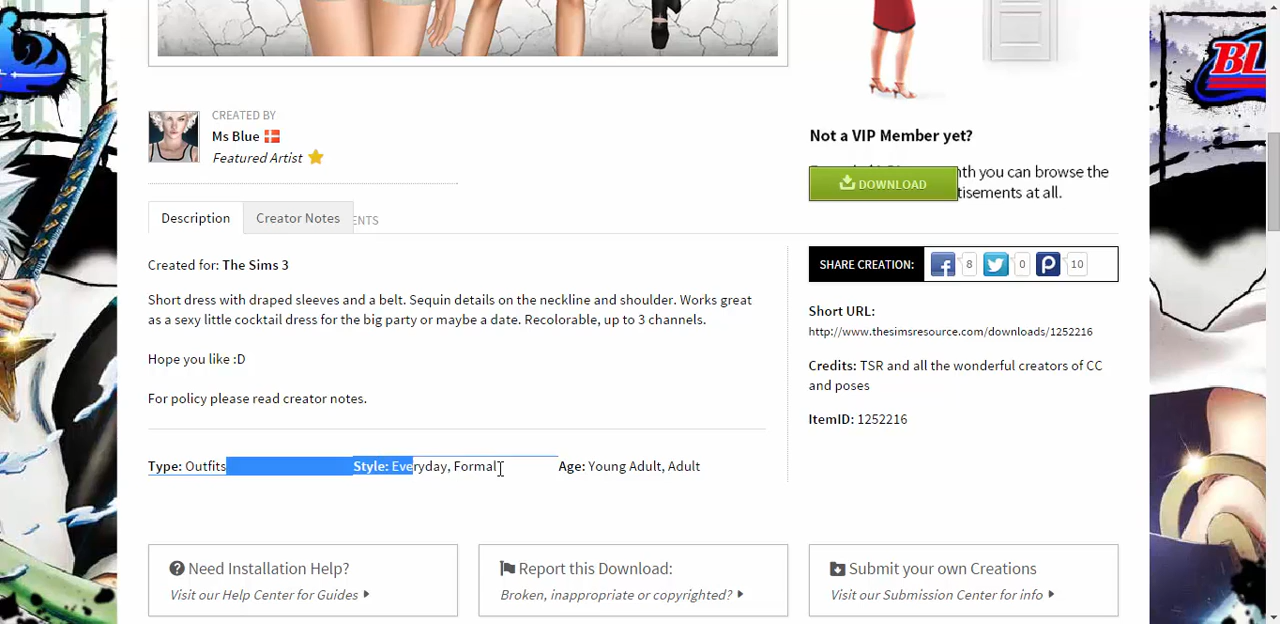 CREATED BY
Ms Blue
Featured Artist
Not a VIP Member yet?
nth you can browse the
DOWNLOAD
tisements at all.
Description
Creator Notes
ENTS
Created for: The Sims 3
Short dress with draped sleeves and a belt. Sequin details on the neckline and shoulder. Works great
as a sexy little cocktail dress for the big party or maybe a date. Recolorable, up to 3 channels.
Hope you like :D
For policy please read creator notes.
Type: Outfits
Style: Everyday, Formal
Age: Young Adult, Adult
SHARE CREATION:
8
0
10
Short URL:
http://www.thesimsresource.com/downloads/1252216
Credits: TSR and all the wonderful creators of CC
and poses
ItemID: 1252216
Need Installation Help?
Visit our Help Center for Guides
Report this Download:
Broken, inappropriate or copyrighted?
Submit your own Creations
Visit our Submission Center for info
BL